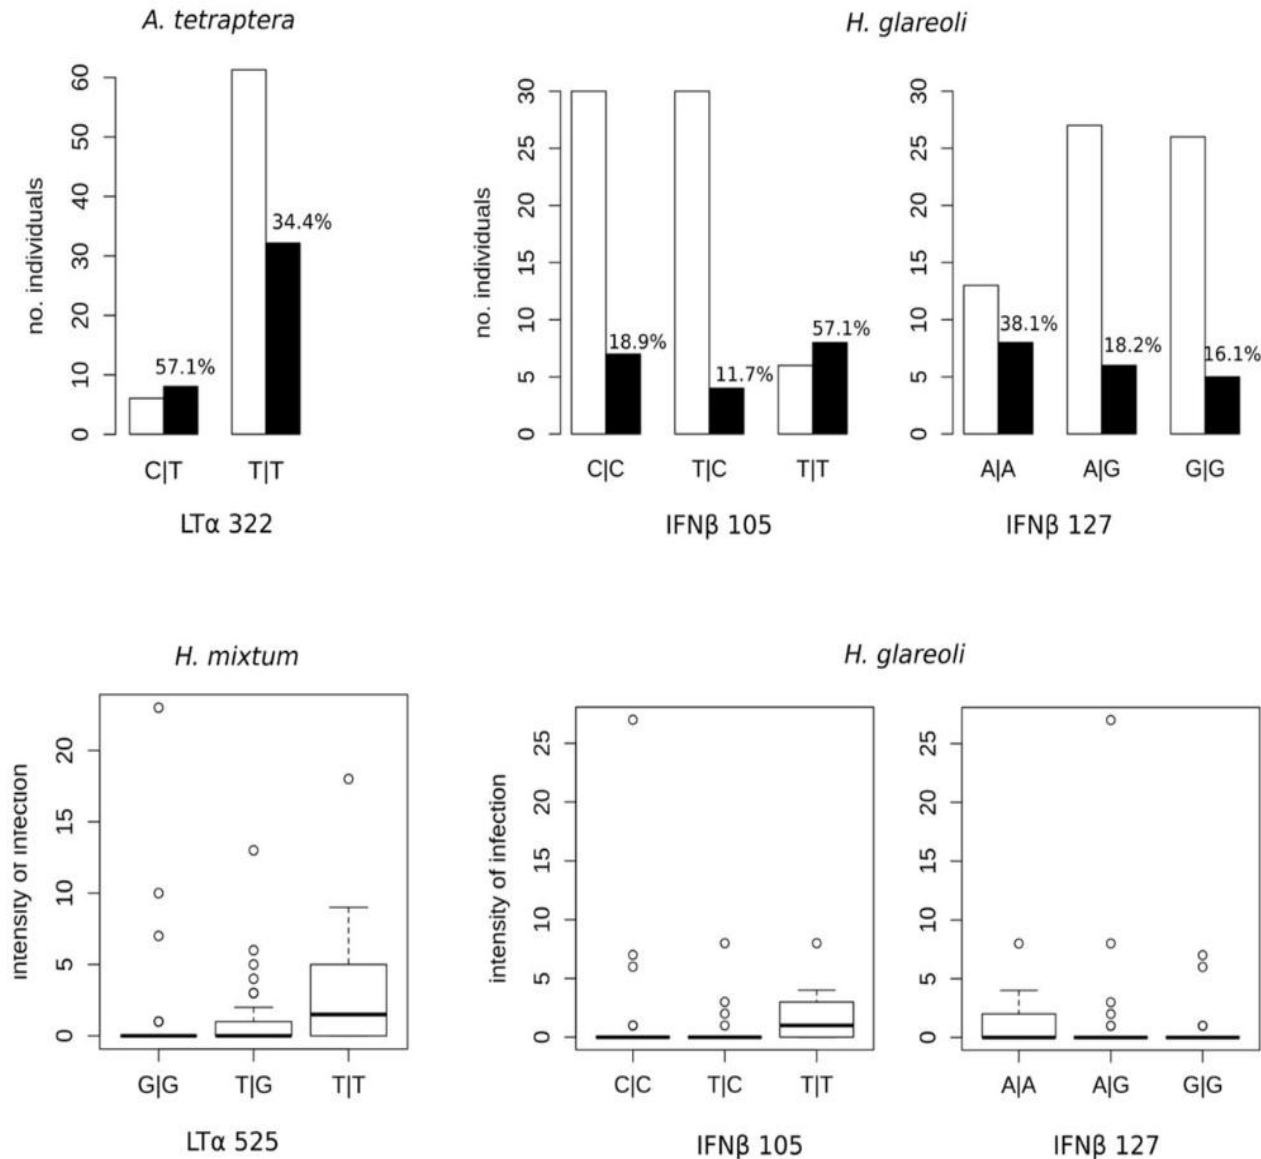 A. tetraptera
H. glareoli
no. individuals
0
10
20
30
40
50
60
57.1%
34.4%
C|T
T|T
LTα 322
no. individuals
0
5
10
15
20
25
30
18.9%
11.7%
57.1%
C|C
T|C
T|T
IFNβ 105
0
5
10
15
20
25
30
38.1%
18.2%
16.1%
A|A
A|G
G|G
IFNβ 127
H. mixtum
H. glareoli
intensity of infection
0
5
10
15
20
G|G
T|G
T|T
LTα 525
intensity of infection
0
5
10
15
20
25
C|C
T|C
T|T
IFNβ 105
0
5
10
15
20
25
A|A
A|G
G|G
IFNβ 127